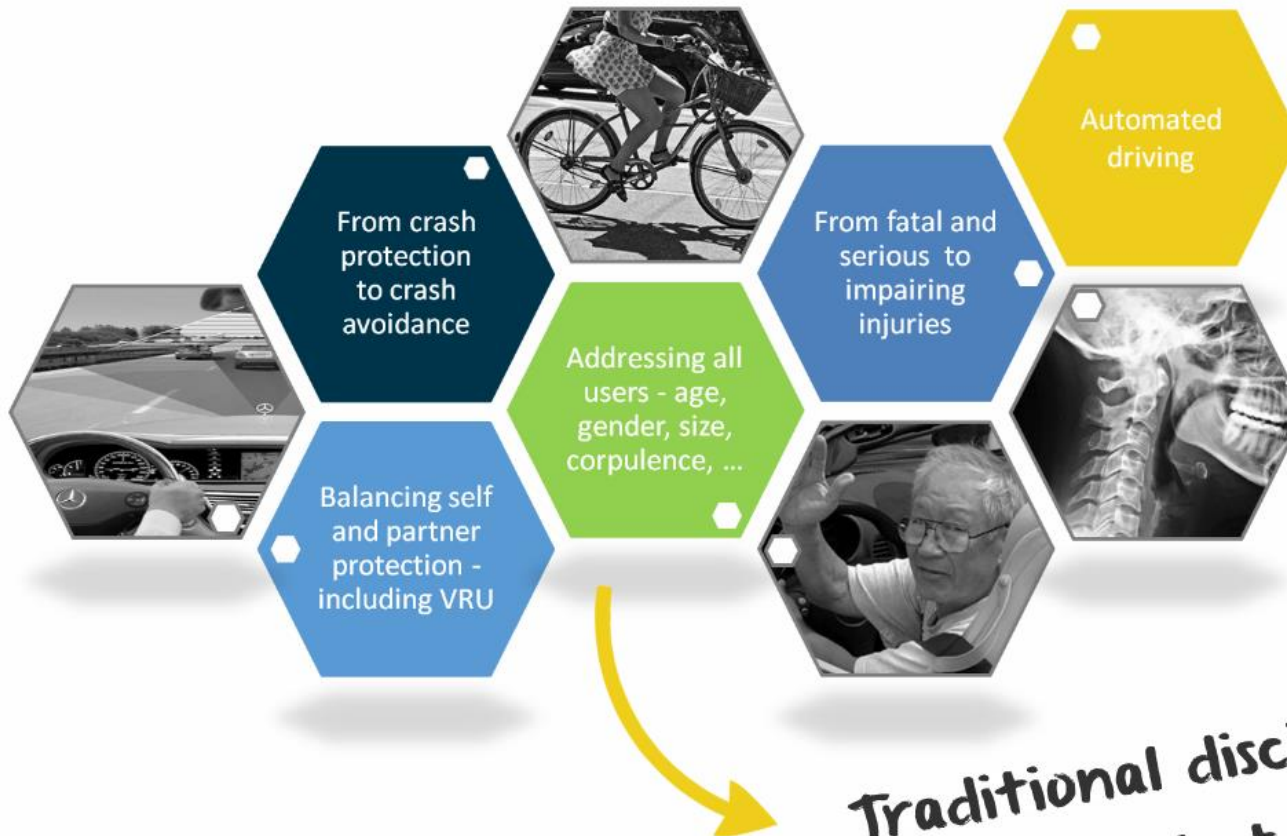 From crash
protection
to crash
avoidance
Balancing self
and partner
protection -
including VRU
Addressing all
users - age,
gender, size,
corpulence, ...
From fatal and
serious to
impairing
injuries
Automated
driving
Traditional